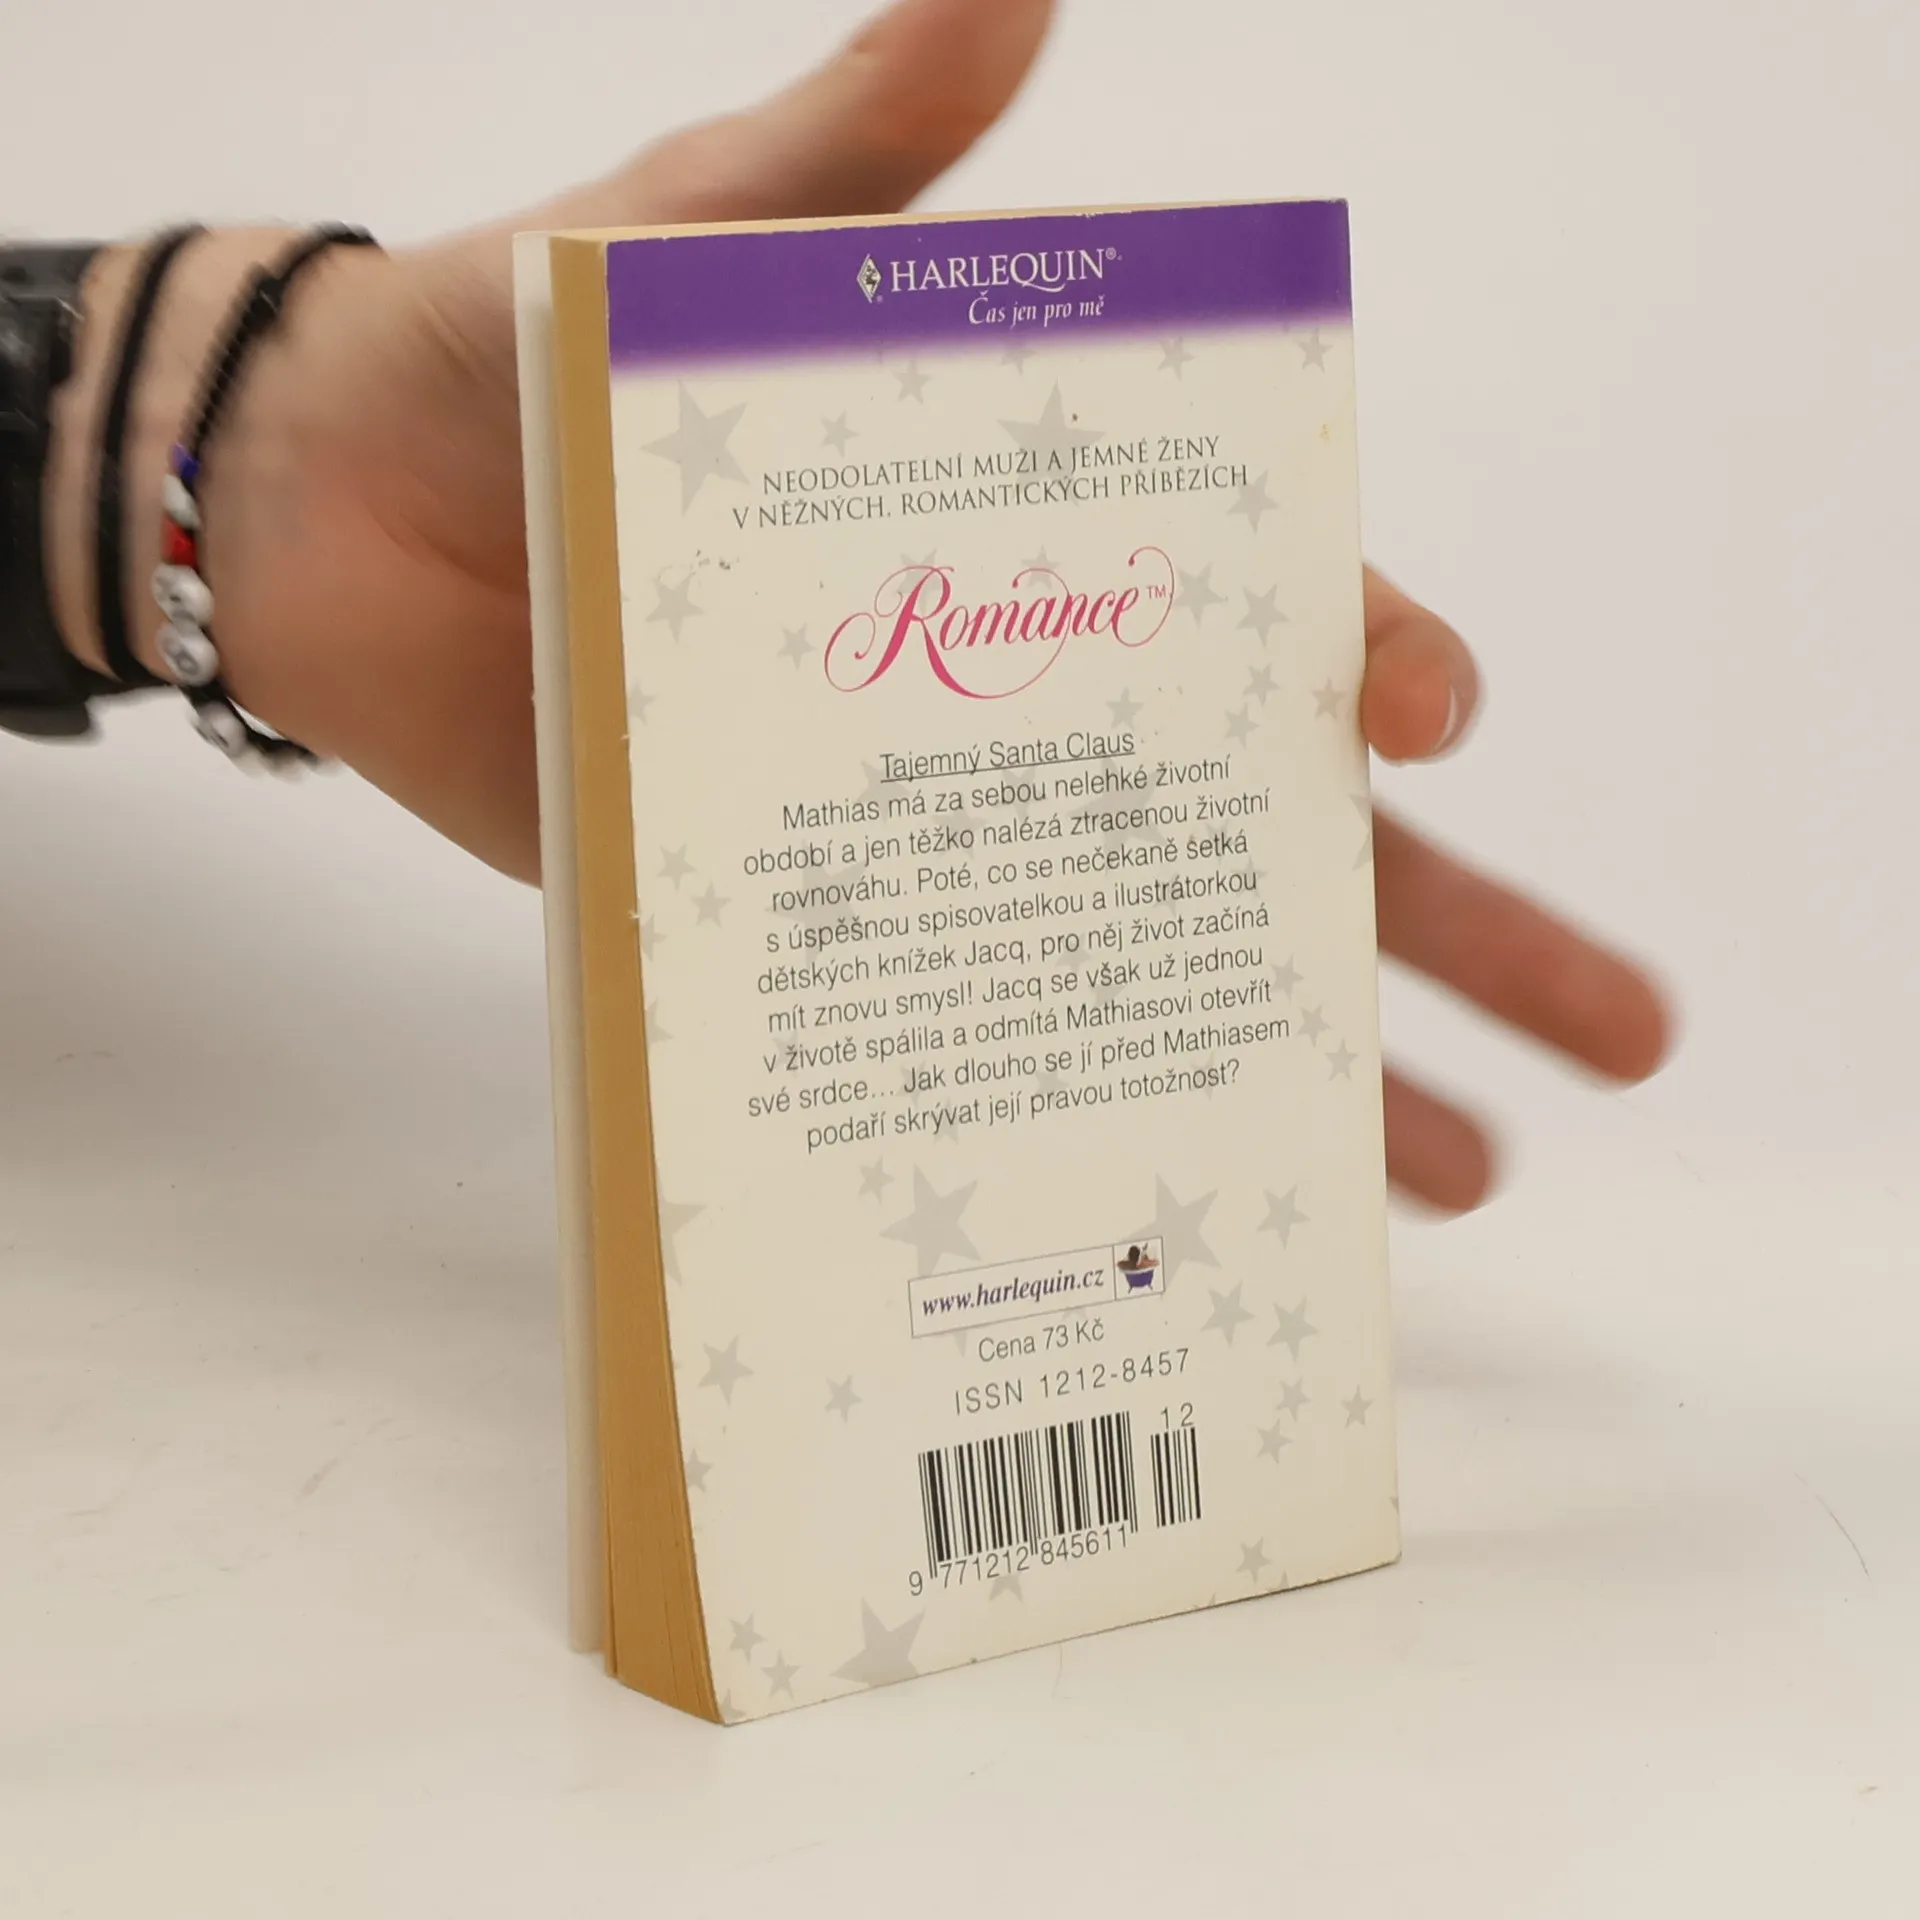 HARLEQUIN®
Čas jen pro mě
NEODOLATELNÍ MUŽI A JEMNÉ ŽENY
V NĚŽNÝCH, ROMANTICKÝCH PŘÍBĚZÍCH
Romance™
Tajemný Santa Claus
Mathias má za sebou nelehké životní
období a jen těžko nalézá ztracenou životní
rovnováhu. Poté, co se nečekaně setká
s úspěšnou spisovatelkou a ilustrátorkou
dětských knížek Jacq, pro něj život začíná
mít znovu smysl! Jacq se však už jednou
v životě spálila a odmítá Mathiasovi otevřít
své srdce... Jak dlouho se jí před Mathiasem
podaří skrývat její pravou totožnost?
www.harlequin.cz
Cena 73 Kč
ISSN 1212-8457
12
9 771212 845611